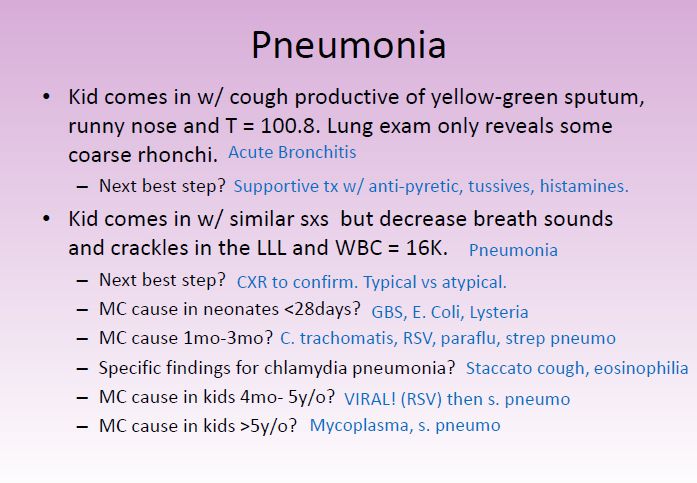 Pneumonia
• Kid comes in w/ cough productive of yellow-green sputum,
runny nose and T = 100.8. Lung exam only reveals some
coarse rhonchi. Acute Bronchitis
– Next best step? Supportive tx w/ anti-pyretic, tussives, histamines.
• Kid comes in w/ similar sxs but decrease breath sounds
and crackles in the LLL and WBC = 16K. Pneumonia
– Next best step? CXR to confirm. Typical vs atypical.
– MC cause in neonates <28days? GBS, E. Coli, Lysteria
– MC cause 1mo-3mo? C. trachomatis, RSV, paraflu, strep pneumo
– Specific findings for chlamydia pneumonia? Staccato cough, eosinophilia
– MC cause in kids 4mo- 5y/o? VIRAL! (RSV) then s. pneumo
– MC cause in kids >5y/o? Mycoplasma, s. pneumo